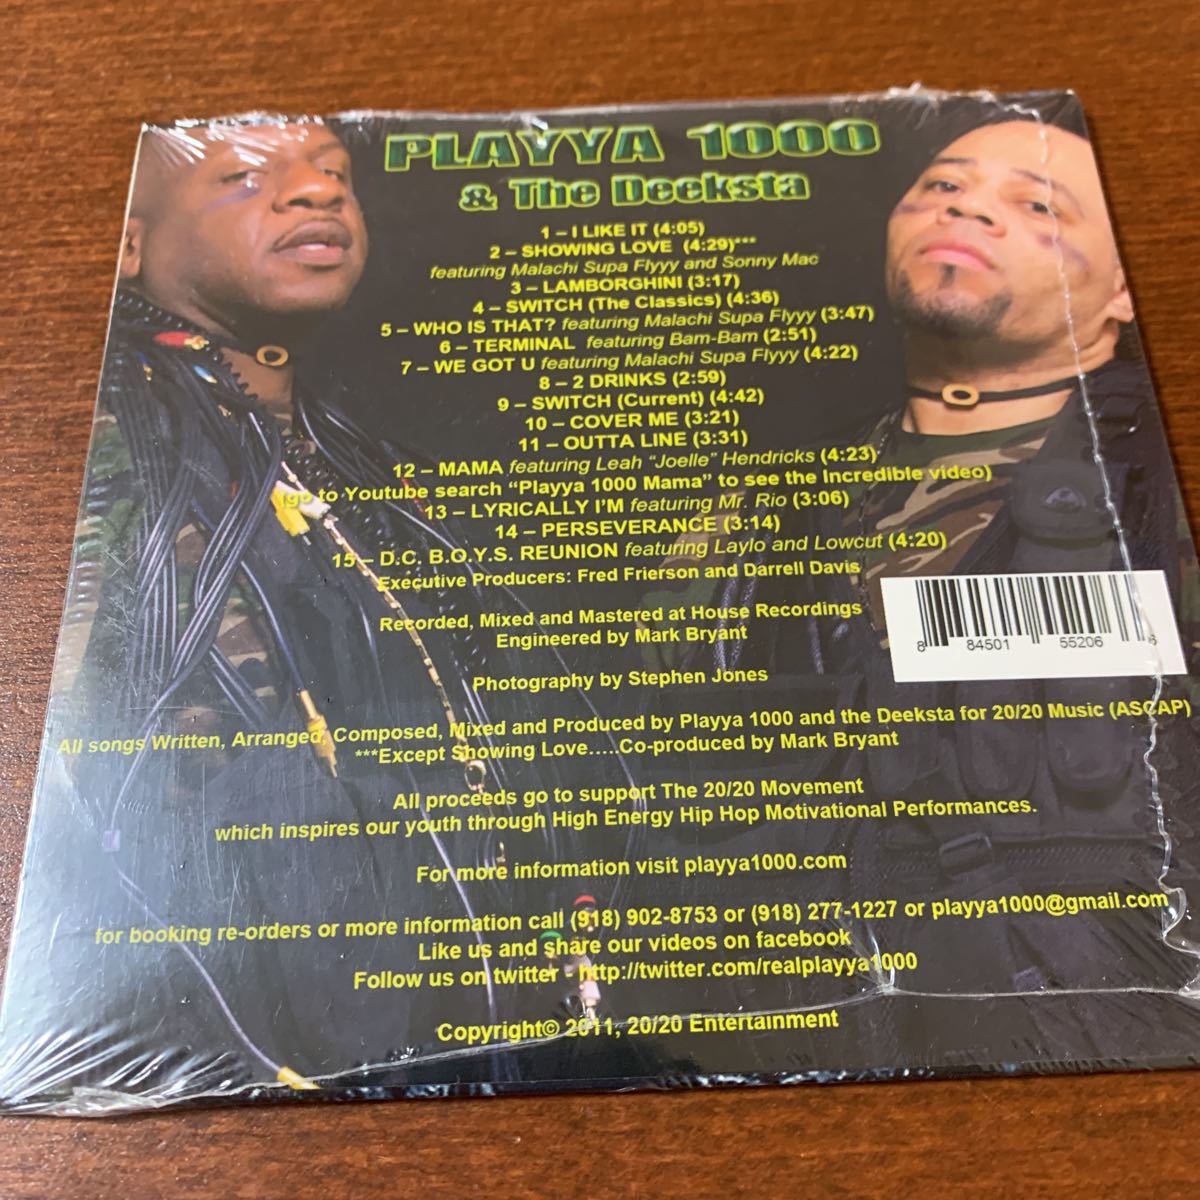 PLAYYA 1000
& The Deeksta
1 – I LIKE IT (4:05)
2 – SHOWING LOVE (4:29)***
featuring Malachi Supa Flyyy and Sonny Mac
3 – LAMBORGHINI (3:17)
4 – SWITCH (The Classics) (4:36)
5 – WHO IS THAT? featuring Malachi Supa Flyyy (3:47)
6 – TERMINAL featuring Bam-Bam (2:51)
7 – WE GOT U featuring Malachi Supa Flyyy (4:22)
8 – 2 DRINKS (2:59)
9 – SWITCH (Current) (4:42)
10 – COVER ME (3:21)
11 – OUTTA LINE (3:31)
12 – MAMA featuring Leah "Joelle" Hendricks (4:23)
(go to Youtube search "Playya 1000 Mama" to see the Incredible video)
13 – LYRICALLY I'M featuring Mr. Rio (3:06)
14 – PERSEVERANCE (3:14)
15 – D.C. B.O.Y.S. REUNION featuring Laylo and Lowcut (4:20)
Executive Producers: Fred Frierson and Darrell Davis
Recorded, Mixed and Mastered at House Recordings
Engineered by Mark Bryant
8 84501 55206 6
Photography by Stephen Jones
All songs Written, Arranged, Composed, Mixed and Produced by Playya 1000 and the Deeksta for 20/20 Music (ASCAP)
***Except Showing Love.....Co-produced by Mark Bryant
All proceeds go to support The 20/20 Movement
which inspires our youth through High Energy Hip Hop Motivational Performances.
For more information visit playya1000.com
for booking re-orders or more information call (918) 902-8753 or (918) 277-1227 or playya1000@gmail.com
Like us and share our videos on facebook
Follow us on twitter - http://twitter.com/realplayya1000
Copyright© 2011, 20/20 Entertainment